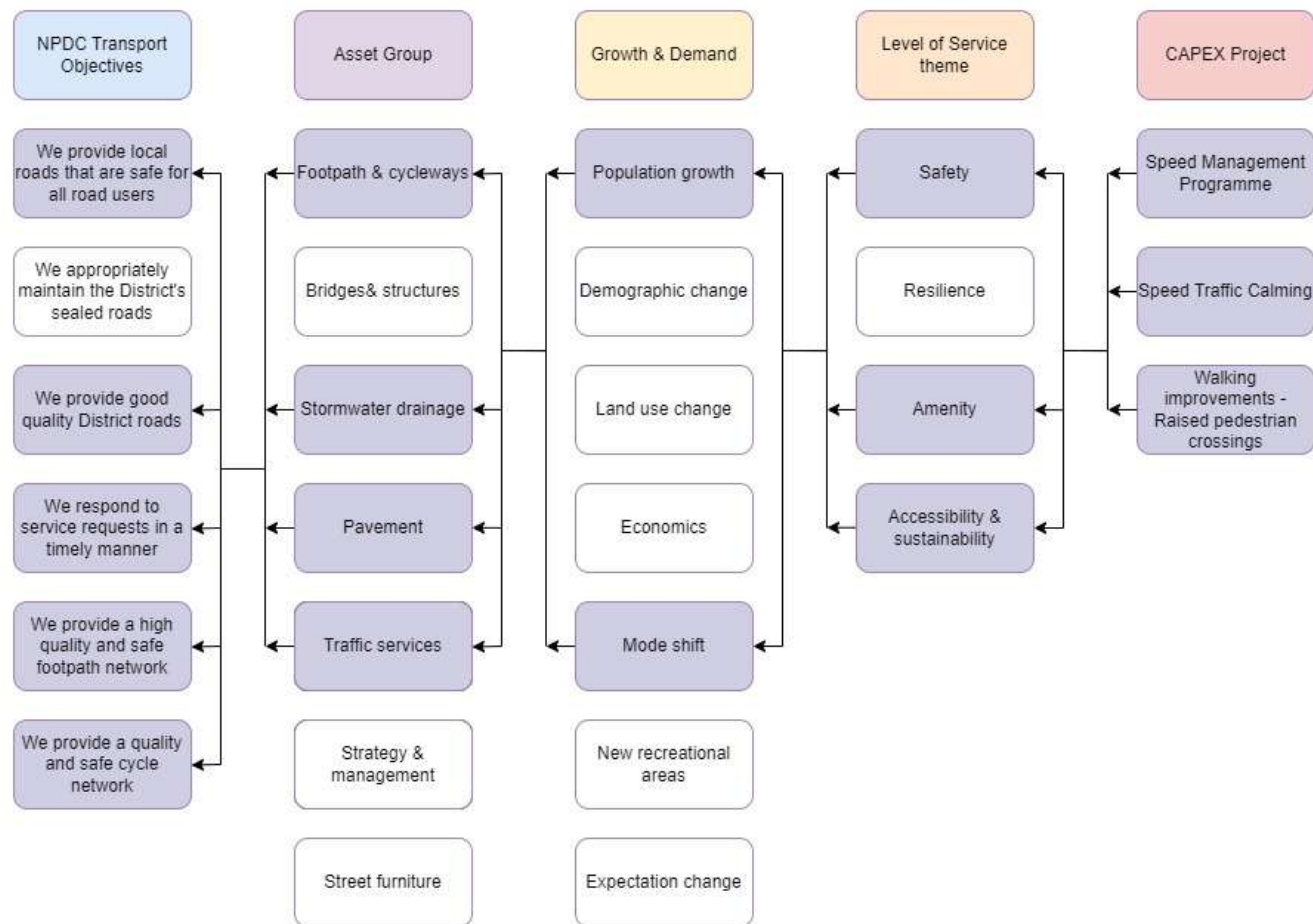 NPDC Transport
Objectives
Asset Group
Growth & Demand
Level of Service
theme
CAPEX Project
We provide local
roads that are safe for
all road users
Footpath & cycleways
Population growth
Safety
Speed Management
Programme
We appropriately
maintain the District's
sealed roads
Bridges& structures
Demographic change
Resilience
Speed Traffic Calming
We provide good
quality District roads
Stormwater drainage
Land use change
Amenity
Walking
improvements -
Raised pedestrian
crossings
We respond to
service requests in a
timely manner
Pavement
Economics
Accessibility &
sustainability
We provide a high
quality and safe
footpath network
Traffic services
Mode shift
We provide a quality
and safe cycle
network
Strategy &
management
New recreational
areas
Street furniture
Expectation change